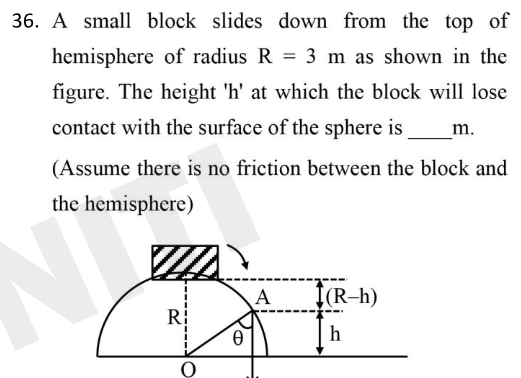 36. A small block slides down from the top of
hemisphere of radius R = 3 m as shown in the
figure. The height 'h' at which the block will lose
contact with the surface of the sphere is ____m.
(Assume there is no friction between the block and
the hemisphere)
A
(R–h)
R
θ
h
O
NITI